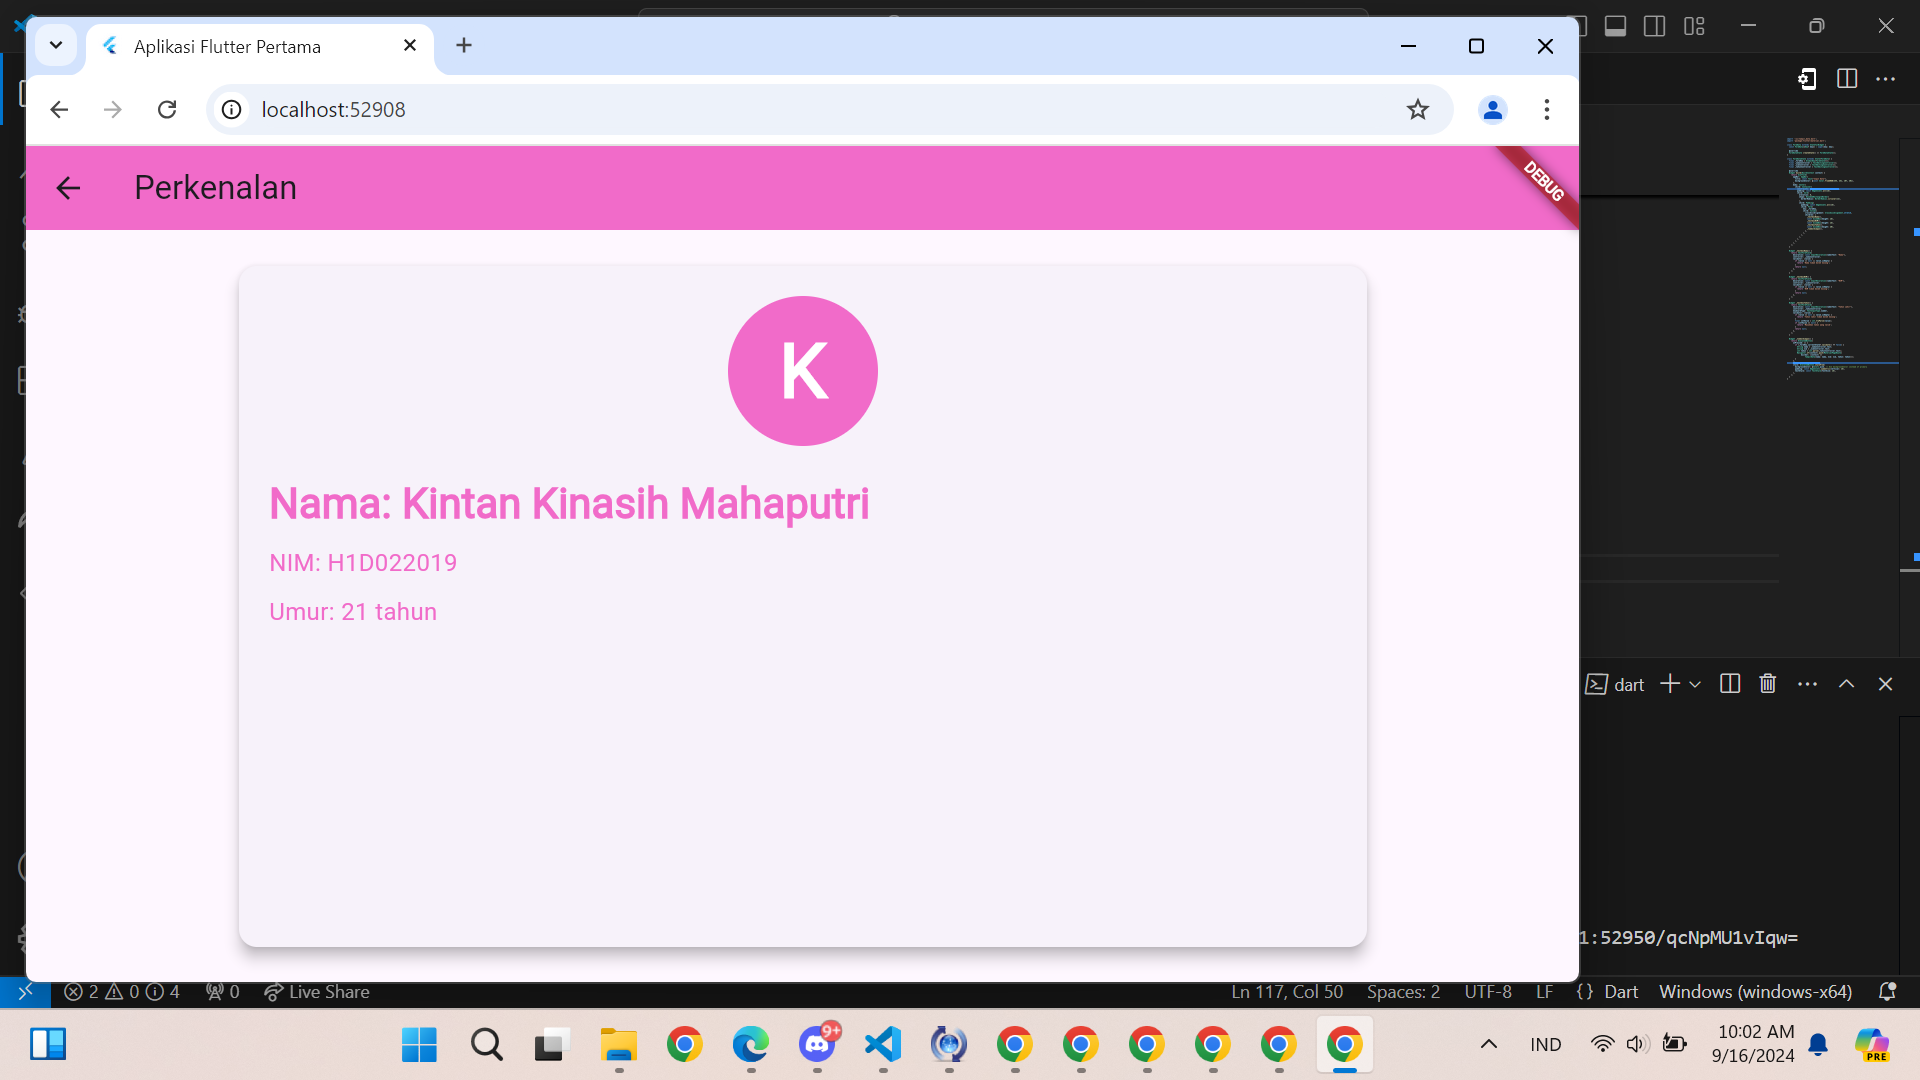 Aplikasi Flutter Pertama
localhost:52908
Perkenalan
DEBUG
K
Nama: Kintan Kinasih Mahaputri
NIM: H1D022019
Umur: 21 tahun
dart
1:52950/qcNpMU1vIqw=
2 0 4 0 Live Share Ln 117, Col 50 Spaces: 2 UTF-8 LF {} Dart Windows (windows-x64)
9+
IND
10:02 AM
9/16/2024
PRE